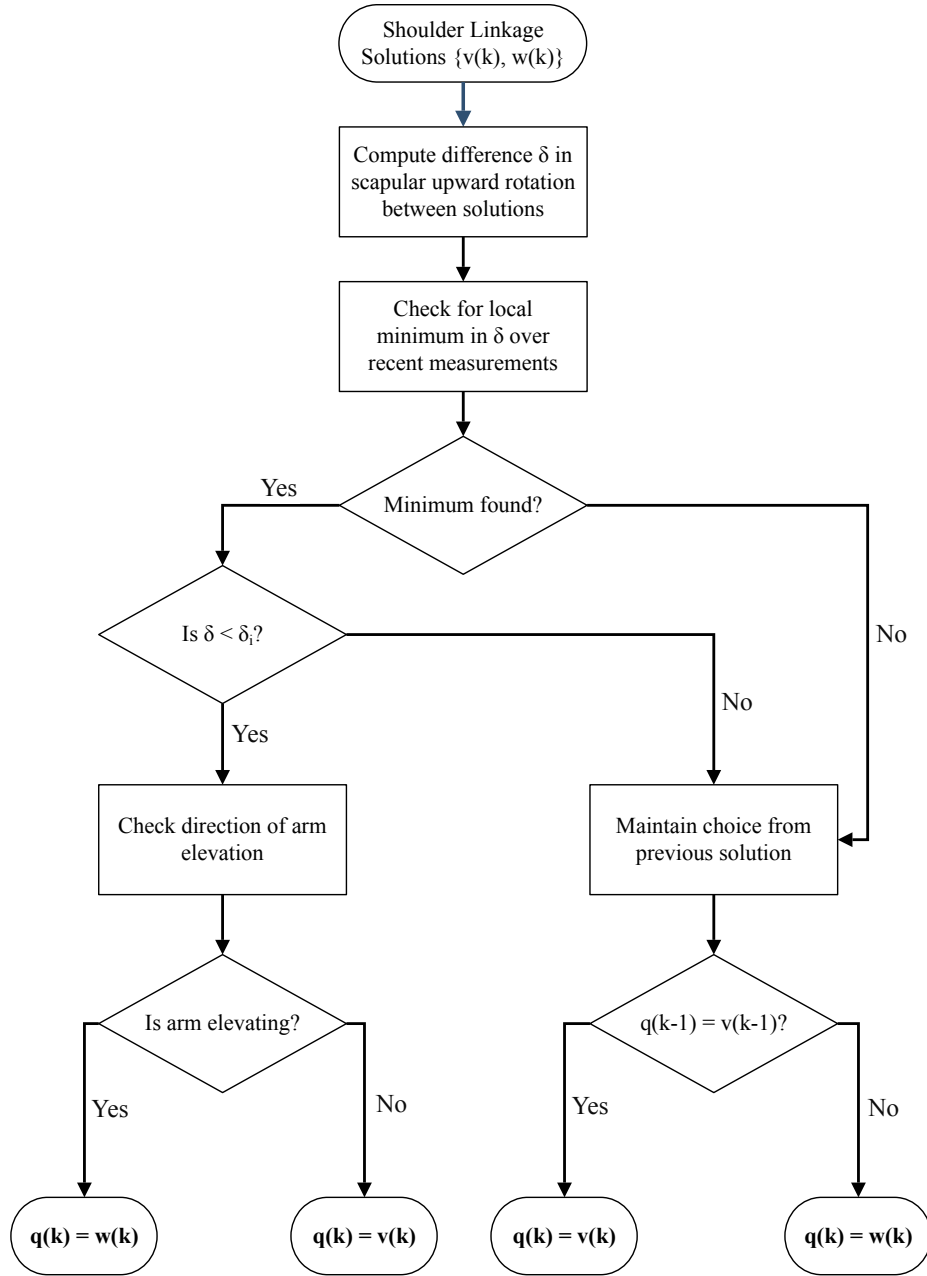 Shoulder Linkage
Solutions {v(k), w(k)}
Compute difference δ in
scapular upward rotation
between solutions
Check for local
minimum in δ over
recent measurements
Yes
Minimum found?
Is δ < δᵢ?
No
Yes
No
Check direction of arm
elevation
Maintain choice from
previous solution
Is arm elevating?
q(k-1) = v(k-1)?
Yes
No
Yes
No
q(k) = w(k)
q(k) = v(k)
q(k) = v(k)
q(k) = w(k)